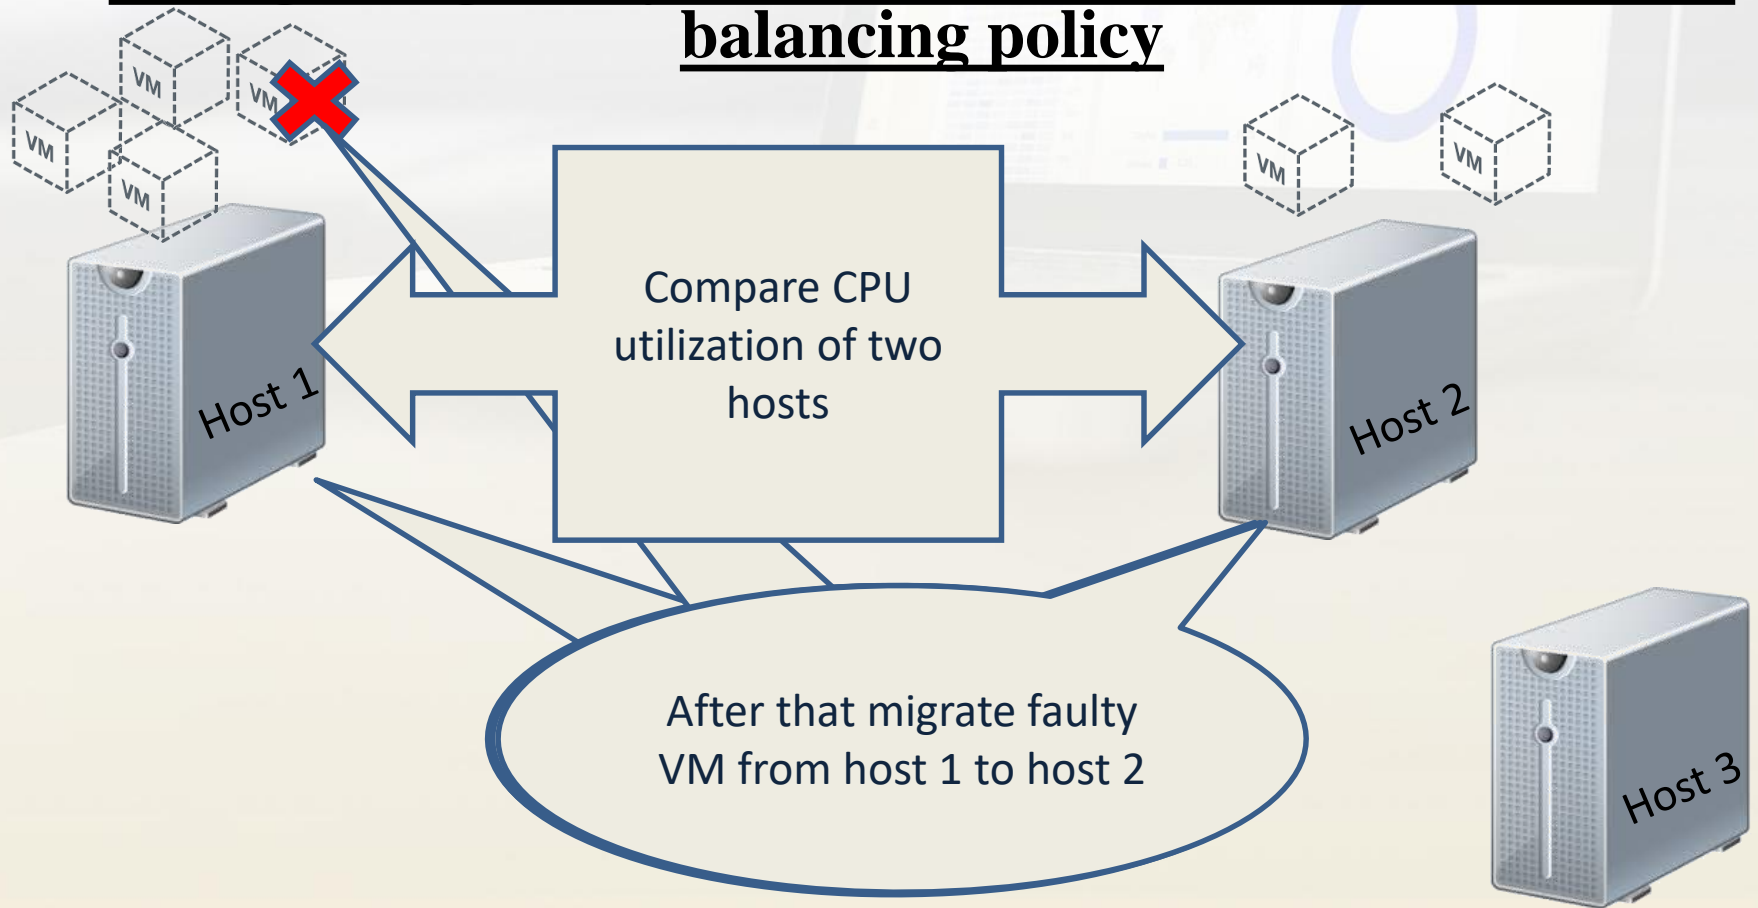 balancing policy
VM
VM
VM
VM
VM
VM
Compare CPU
utilization of two
hosts
Host 1
Host 2
After that migrate faulty
VM from host 1 to host 2
Host 3